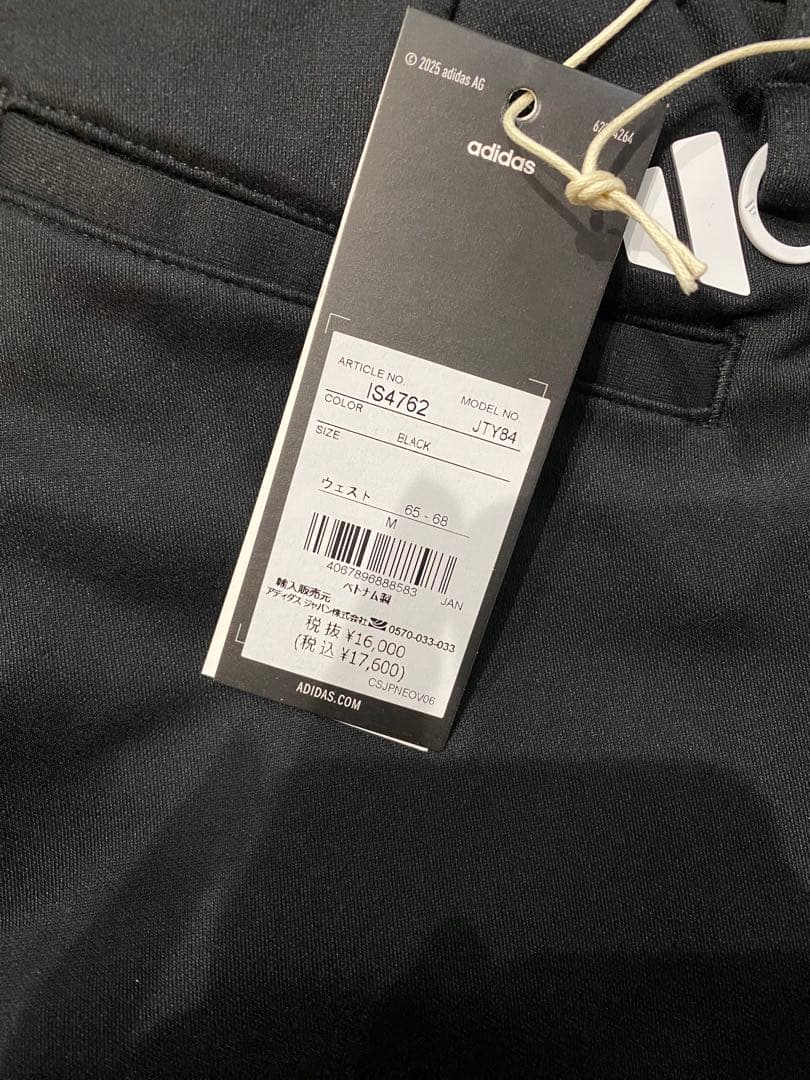 © 2025 adidas AG
adidas
ARTICLE NO.
IS4762
MODEL NO.
JTY84
COLOR
BLACK
SIZE
ウェスト 65 - 68
M
4067896888583
JAN
ベトナム製
輸入販売元
アディダス ジャパン株式会社 0570-033-033
税抜 ¥16,000
(税込 ¥17,600)
CSJPNEOV06
ADIDAS.COM